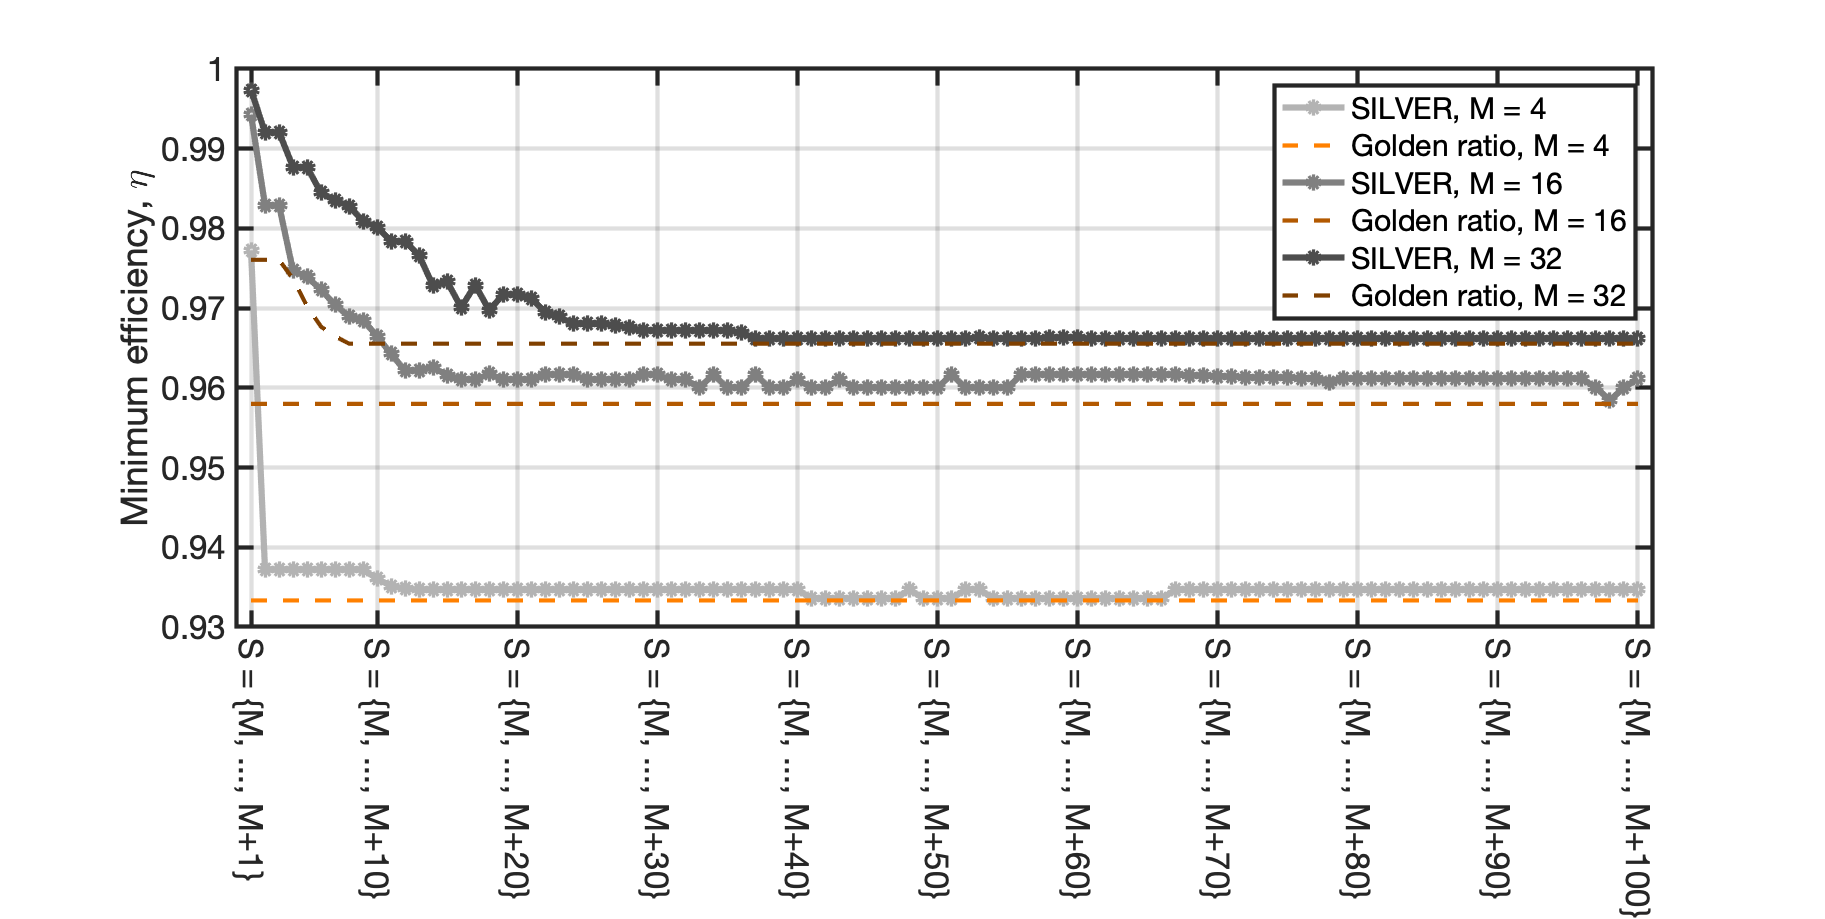 Minimum efficiency, η
1
0.99
0.98
0.97
0.96
0.95
0.94
0.93
SILVER, M = 4
Golden ratio, M = 4
SILVER, M = 16
Golden ratio, M = 16
SILVER, M = 32
Golden ratio, M = 32
S = {M, ..., M+1}
S = {M, ..., M+10}
S = {M, ..., M+20}
S = {M, ..., M+30}
S = {M, ..., M+40}
S = {M, ..., M+50}
S = {M, ..., M+60}
S = {M, ..., M+70}
S = {M, ..., M+80}
S = {M, ..., M+90}
S = {M, ..., M+100}